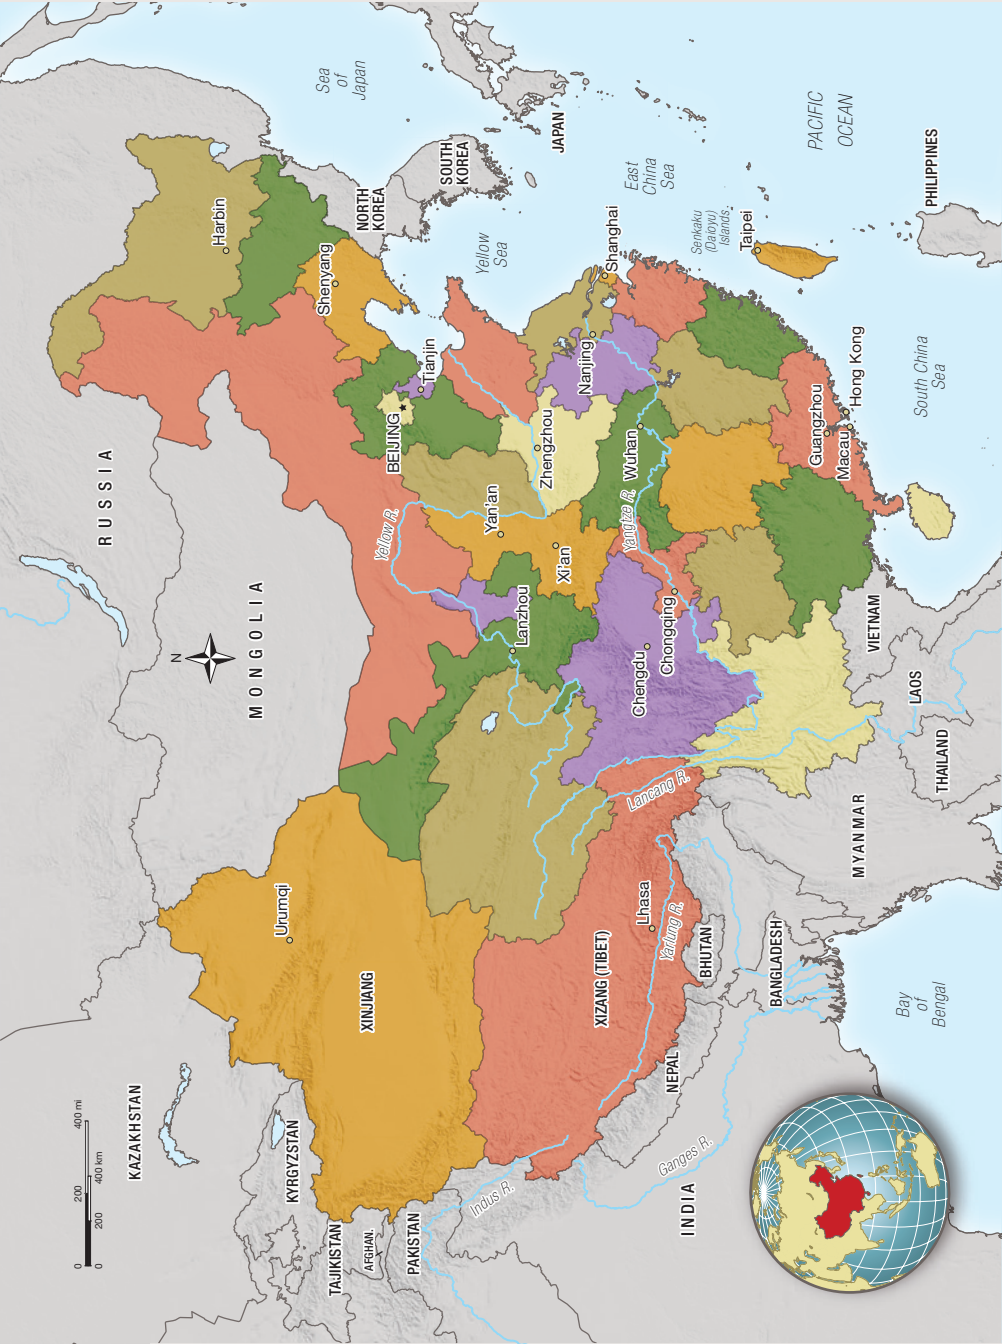 RUSSIA
MONGOLIA
KAZAKHSTAN
KYRGYZSTAN
TAJIKISTAN
AFGHAN.
PAKISTAN
INDIA
NEPAL
BHUTAN
BANGLADESH
MYANMAR
THAILAND
LAOS
VIETNAM
PHILIPPINES
JAPAN
SOUTH
KOREA
NORTH
KOREA
Sea
of
Japan
Yellow
Sea
East
China
Sea
PACIFIC
OCEAN
South China
Sea
Bay
of
Bengal
Senkaku
(Daioyu)
Islands
XINJIANG
XIZANG (TIBET)
Urumqi
Lhasa
Harbin
Shenyang
BEIJING
Tianjin
Yan'an
Xi'an
Lanzhou
Zhengzhou
Nanjing
Shanghai
Wuhan
Chengdu
Chongqing
Guangzhou
Hong Kong
Macau
Taipei
Yellow R.
Yangtze R.
Lancang R.
Yarlung R.
Ganges R.
Indus R.
N
0 200 400 mi
0 200 400 km